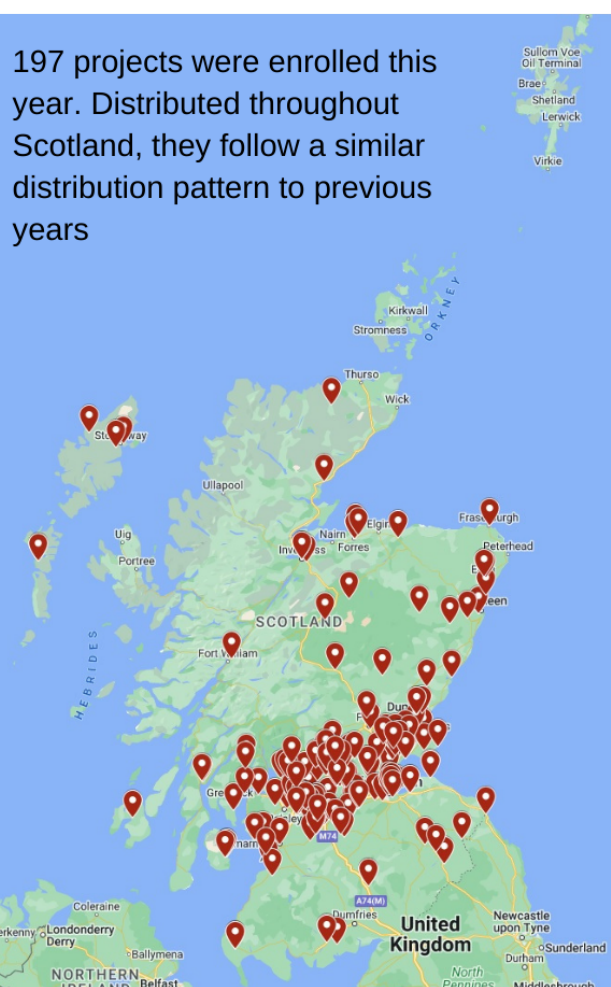 197 projects were enrolled this
year. Distributed throughout
Scotland, they follow a similar
distribution pattern to previous
years
Sullom Voe
Oil Terminal
Brae
Shetland
Lerwick
Virkie
Kirkwall
Stromness
ORKNEY
Thurso
Wick
Ullapool
Uig
Portree
Nairn
Elgin
Forres
Peterhead
SCOTLAND
HEBRIDES
M74
A74(M)
Dumfries
United
Kingdom
Newcastle
upon Tyne
Sunderland
Durham
North
Pennines
Coleraine
Londonderry
Derry
Ballymena
NORTHERN
Belfast